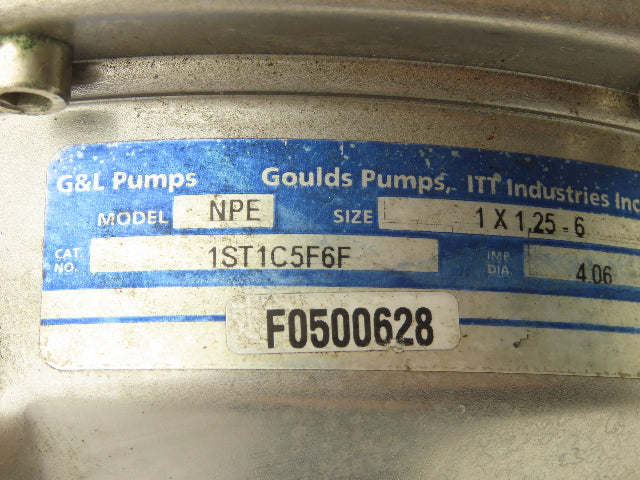 G&L Pumps Goulds Pumps, ITT Industries Inc
MODEL NPE SIZE 1 X 1.25 - 6
CAT. NO. 1ST1C5F6F IMP. DIA. 4.06
F0500628